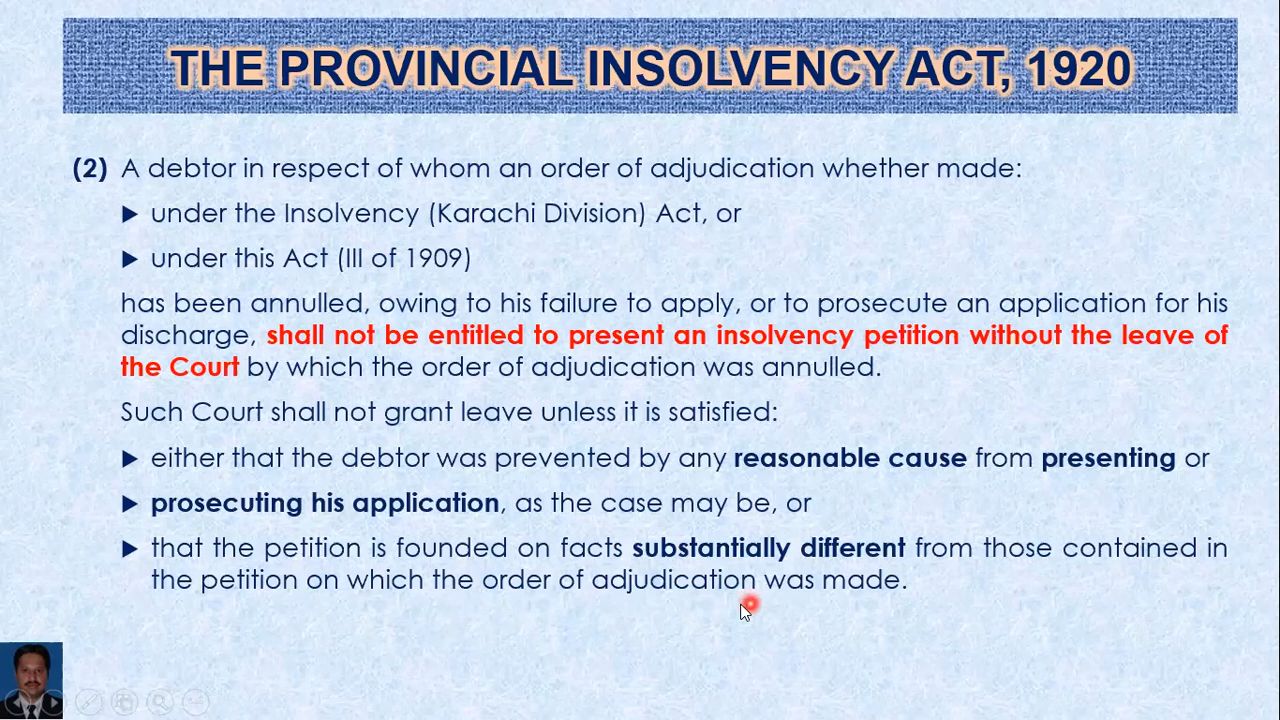 THE PROVINCIAL INSOLVENCY ACT, 1920
(2) A debtor in respect of whom an order of adjudication whether made:
▶ under the Insolvency (Karachi Division) Act, or
▶ under this Act (III of 1909)
has been annulled, owing to his failure to apply, or to prosecute an application for his
discharge, shall not be entitled to present an insolvency petition without the leave of
the Court by which the order of adjudication was annulled.
Such Court shall not grant leave unless it is satisfied:
▶ either that the debtor was prevented by any reasonable cause from presenting or
▶ prosecuting his application, as the case may be, or
▶ that the petition is founded on facts substantially different from those contained in
the petition on which the order of adjudication was made.